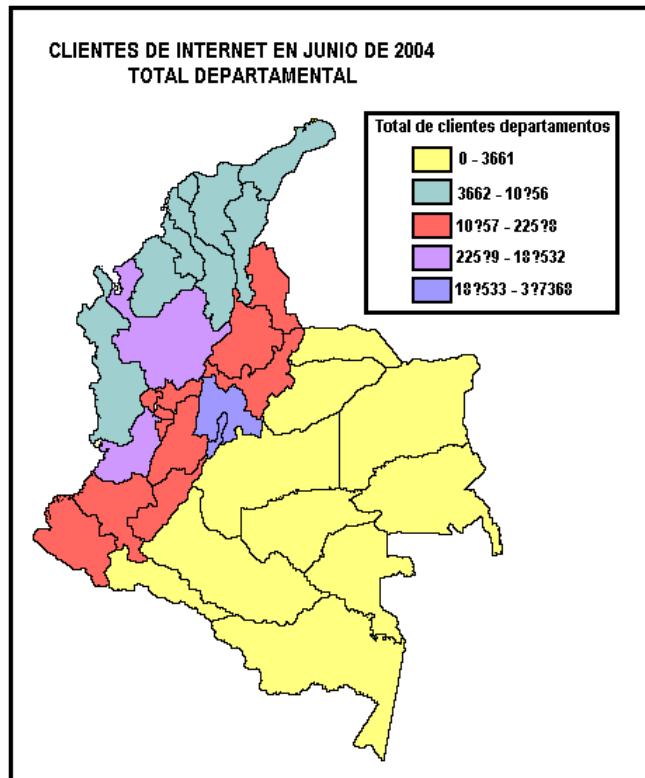 CLIENTES DE INTERNET EN JUNIO DE 2004
TOTAL DEPARTAMENTAL
Total de clientes departamentos
0 - 3661
3662 - 10?56
10?57 - 225?8
225?9 - 18?532
18?533 - 3?7368